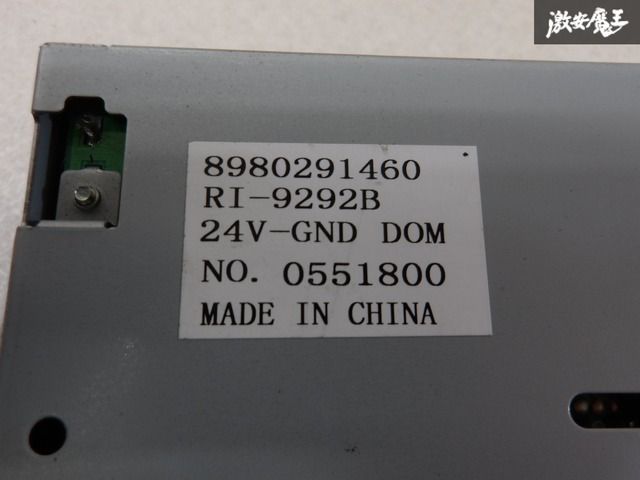 激安魔王
8980291460
RI-9292B
24V-GND DOM
NO. 0551800
MADE IN CHINA